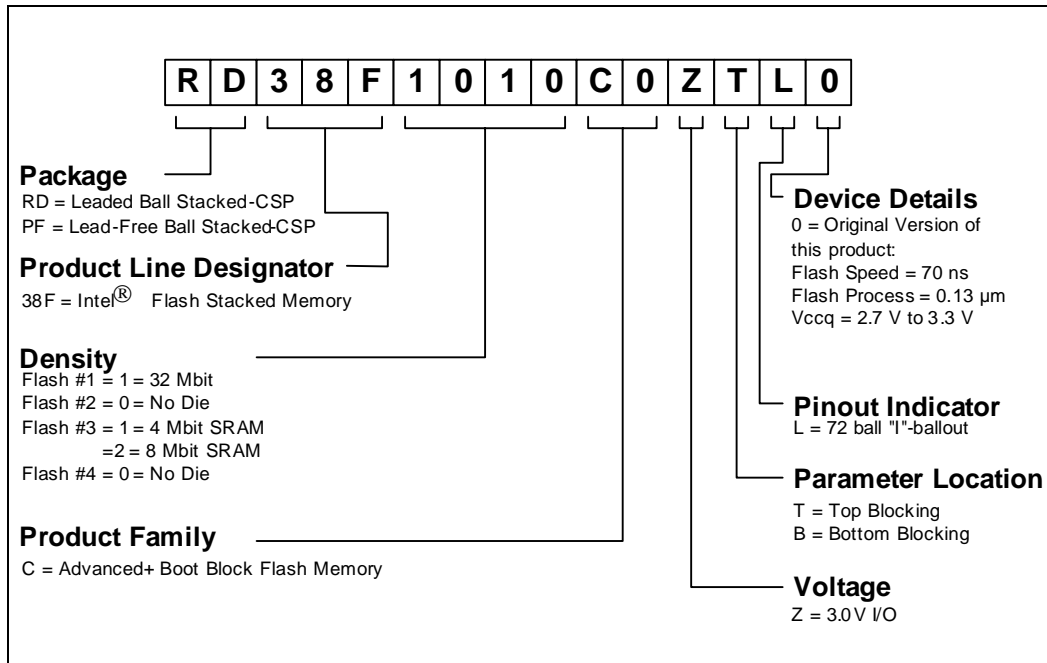 R D 3 8 F 1 0 1 0 C 0 Z T L 0
Package
RD = Leaded Ball Stacked-CSP
PF = Lead-Free Ball Stacked-CSP
Product Line Designator
38F = Intel® Flash Stacked Memory
Density
Flash #1 = 1 = 32 Mbit
Flash #2 = 0 = No Die
Flash #3 = 1 = 4 Mbit SRAM
=2 = 8 Mbit SRAM
Flash #4 = 0 = No Die
Product Family
C = Advanced+ Boot Block Flash Memory
Device Details
0 = Original Version of
this product:
Flash Speed = 70 ns
Flash Process = 0.13 µm
Vccq = 2.7 V to 3.3 V
Pinout Indicator
L = 72 ball "I"-ballout
Parameter Location
T = Top Blocking
B = Bottom Blocking
Voltage
Z = 3.0 V I/O